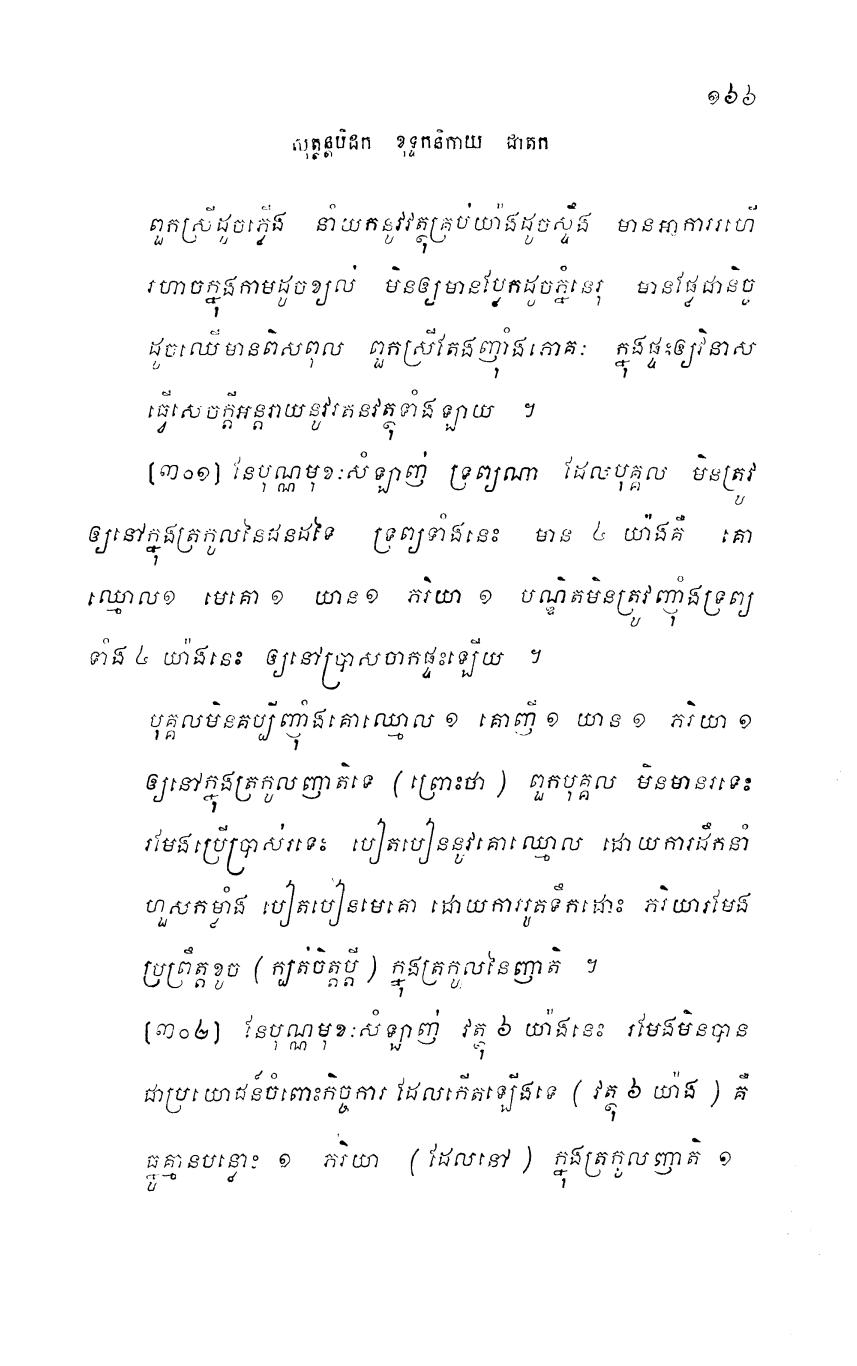 ១៦៦
សុត្តន្តបិដក ខុទ្ទកនិកាយ ជាតក
ពួកស្រីដូចភ្លើង នាំយកនូវវត្ថុគ្រប់យ៉ាងដូចស្ទឹង មានអាការរហើ
រហាចក្នុងកាមដូចខ្យល់ មិនឲ្យមានប្លែកដូចភ្នំនេរុ មានផ្លែជានិច្ច
ដូចឈើមានពិសពុល ពួកស្រីតែងញ៉ាំងភោគៈ ក្នុងផ្ទះឲ្យវិនាស
ធ្វើសេចក្តីអន្តរាយនូវរតនវត្ថុទាំងឡាយ ។
[៣០១] នែបុណ្ណមុខៈសំឡាញ់ ទ្រព្យណា ដែលបុគ្គល មិនត្រូវ
ឲ្យនៅក្នុងត្រកូលនៃជនដទៃ ទ្រព្យទាំងនេះ មាន ៤ យ៉ាងគឺ គោ
ឈ្មោល១ មេគោ ១ យាន ១ ភរិយា ១ បណ្ឌិតមិនត្រូវញ៉ាំងទ្រព្យ
ទាំង ៤ យ៉ាងនេះ ឲ្យនៅប្រាសចាកផ្ទះឡើយ ។
បុគ្គលមិនគប្បីញ៉ាំងគោឈ្មោល ១ គោញី ១ យាន ១ ភរិយា ១
ឲ្យនៅក្នុងត្រកូលញាតិទេ ( ព្រោះថា ) ពួកបុគ្គល មិនមានរទេះ
រមែងប្រើប្រាស់រទេះ បៀតបៀននូវគោឈ្មោល ដោយការដឹកនាំ
ហួសកម្លាំង បៀតបៀនមេគោ ដោយការរូតទឹកដោះ ភរិយារមែង
ប្រព្រឹត្តខូច ( ក្បត់ចិត្តប្តី ) ក្នុងត្រកូលនៃញាតិ ។
[៣០២] នែបុណ្ណមុខៈសំឡាញ់ វត្ថុ ៦ យ៉ាងនេះ រមែងមិនបាន
ជាប្រយោជន៍ចំពោះកិច្ចការ ដែលកើតឡើងទេ ( វត្ថុ ៦ យ៉ាង ) គឺ
ធ្នូគ្មានបន្ទោះ ១ ភរិយា ( ដែលនៅ ) ក្នុងត្រកូលញាតិ ១